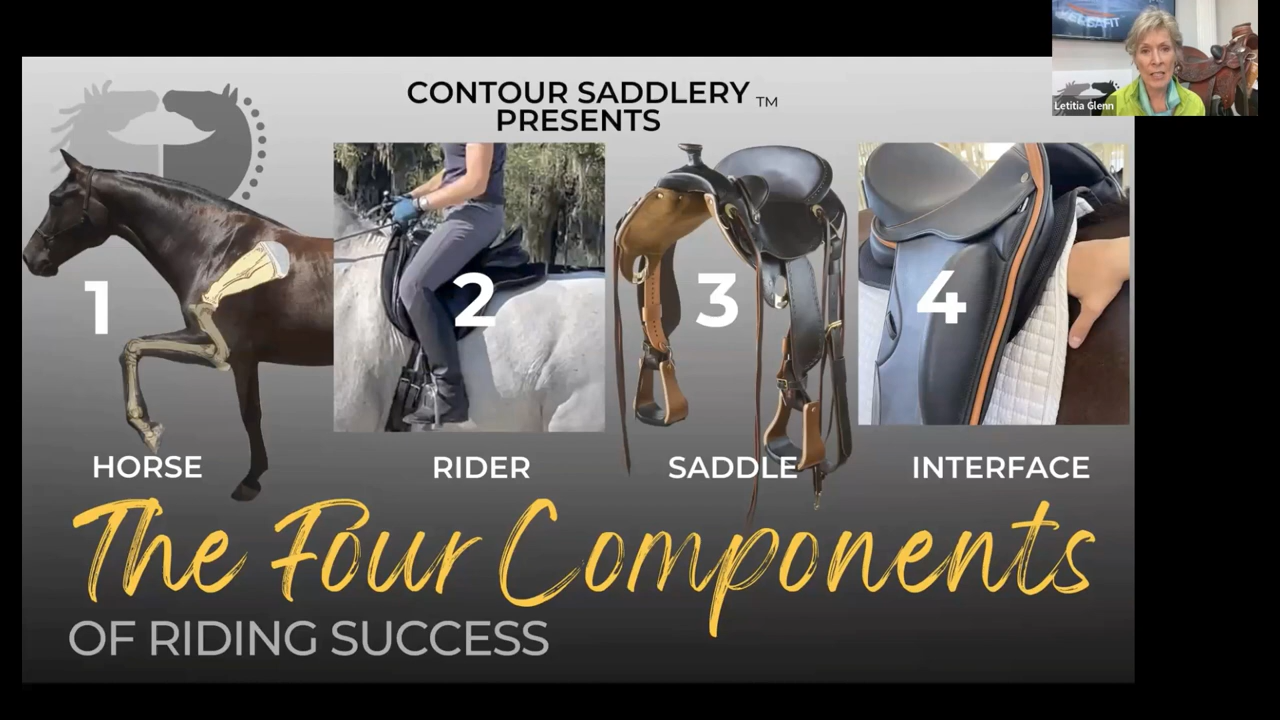 CONTOUR SADDLERY TM
PRESENTS
Letitia Glenn
1
2
3
4
HORSE
RIDER
SADDLE
INTERFACE
The Four Components
OF RIDING SUCCESS